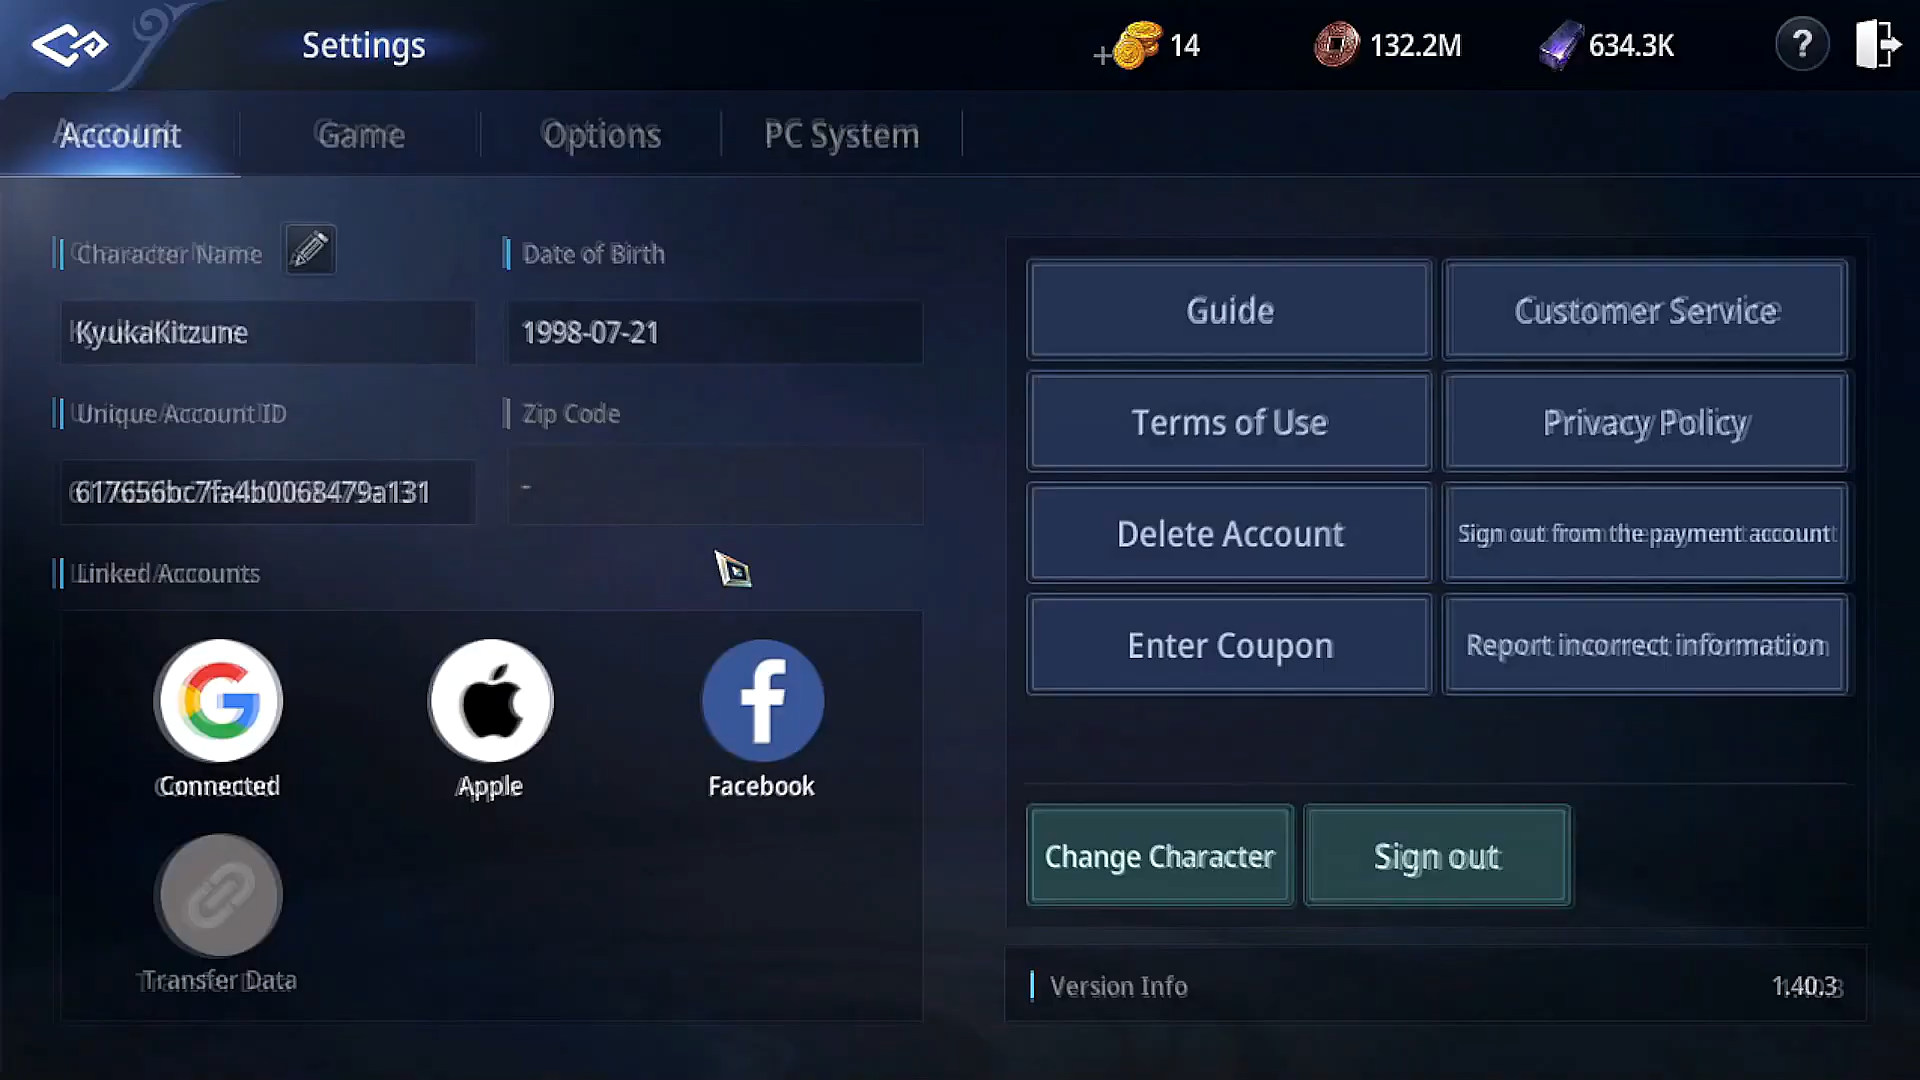 Settings
14
132.2M
634.3K
?
Account
Game
Options
PC System
Character Name
Date of Birth
KyukaKitzune
1998-07-21
Unique Account ID
Zip Code
617656bc7fa4b0068479a131
-
Linked Accounts
Connected
Apple
Facebook
Transfer Data
Guide
Customer Service
Terms of Use
Privacy Policy
Delete Account
Sign out from the payment account
Enter Coupon
Report incorrect information
Change Character
Sign out
Version Info
1.40.3